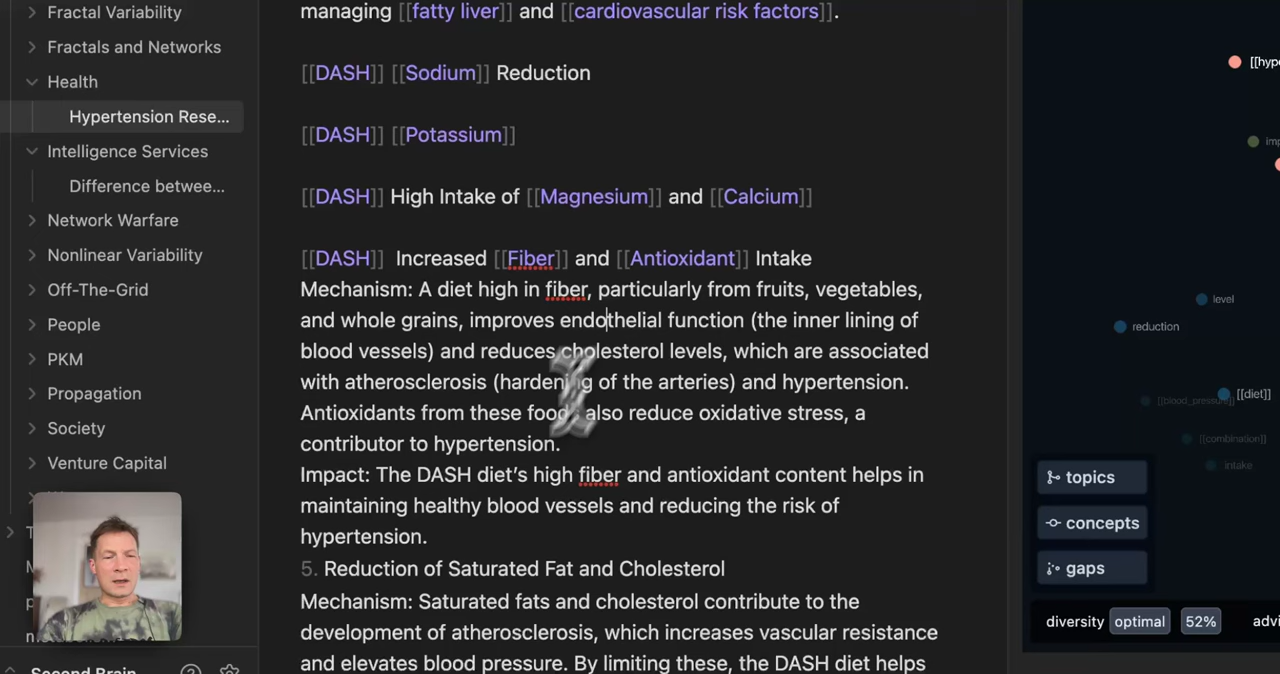 Fractal Variability
Fractals and Networks
Health
Hypertension Rese...
Intelligence Services
Difference betwee...
Network Warfare
Nonlinear Variability
Off-The-Grid
People
PKM
Propagation
Society
Venture Capital
Second Brain
managing [[fatty liver]] and [[cardiovascular risk factors]].
[[DASH]] [[Sodium]] Reduction
[[DASH]] [[Potassium]]
[[DASH]] High Intake of [[Magnesium]] and [[Calcium]]
[[DASH]] Increased [[Fiber]] and [[Antioxidant]] Intake
Mechanism: A diet high in fiber, particularly from fruits, vegetables,
and whole grains, improves endothelial function (the inner lining of
blood vessels) and reduces cholesterol levels, which are associated
with atherosclerosis (hardening of the arteries) and hypertension.
Antioxidants from these foods also reduce oxidative stress, a
contributor to hypertension.
Impact: The DASH diet’s high fiber and antioxidant content helps in
maintaining healthy blood vessels and reducing the risk of
hypertension.
5. Reduction of Saturated Fat and Cholesterol
Mechanism: Saturated fats and cholesterol contribute to the
development of atherosclerosis, which increases vascular resistance
and elevates blood pressure. By limiting these, the DASH diet helps
[[hype
imp
level
reduction
[[diet]]
[[blood_pressure]]
[[combination]]
intake
topics
concepts
gaps
diversity optimal 52% advi